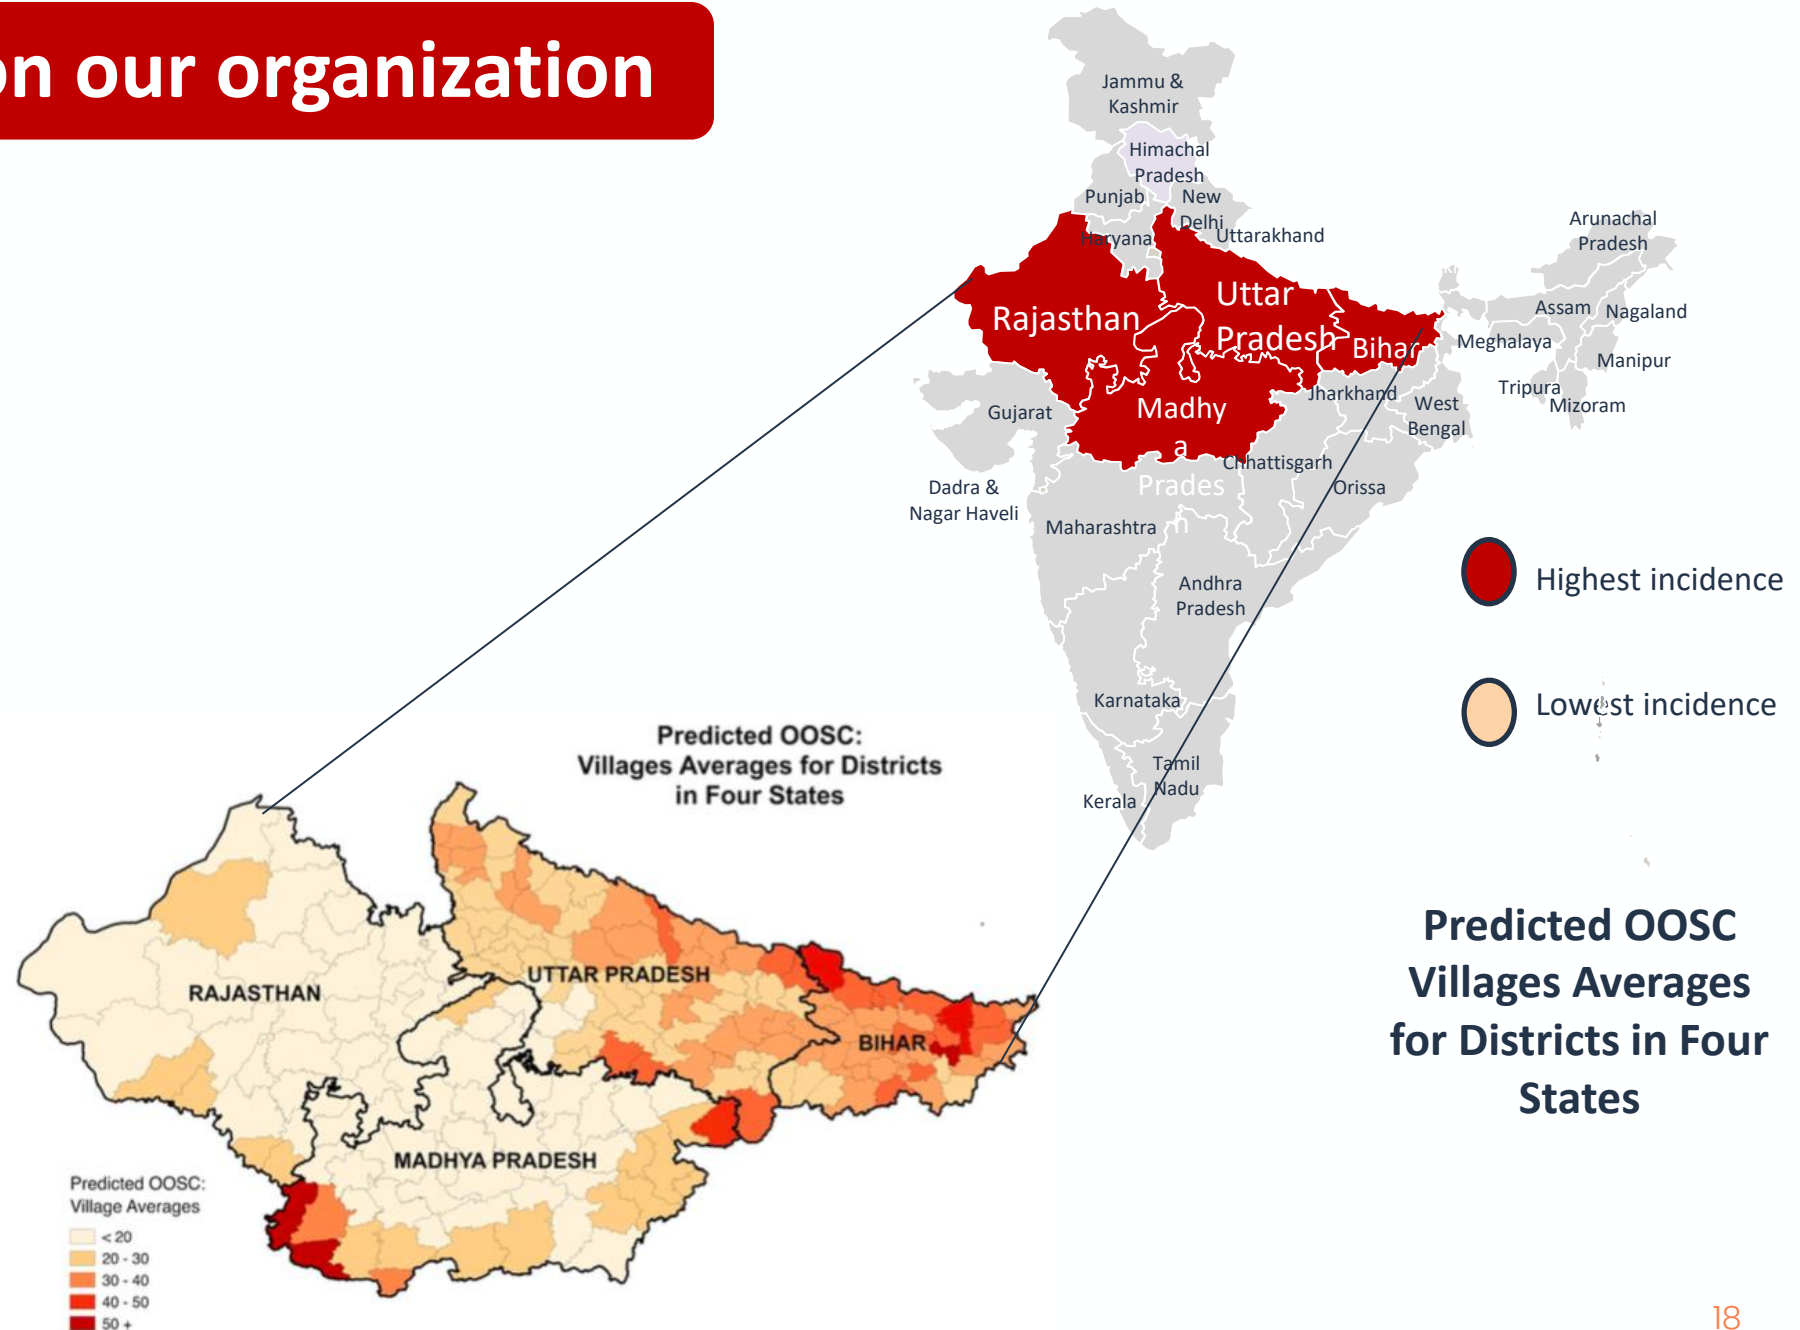 on our organization
Jammu &
Kashmir
Himachal
Pradesh
Punjab
New
Delhi
Haryana
Uttarakhand
Arunachal
Pradesh
Rajasthan
Uttar
Pradesh
Bihar
Assam
Nagaland
Meghalaya
Manipur
Tripura
Mizoram
Gujarat
Madhy
a
Prades
h
Jharkhand
West
Bengal
Chhattisgarh
Orissa
Dadra &
Nagar Haveli
Maharashtra
Andhra
Pradesh
Karnataka
Tamil
Nadu
Kerala
Highest incidence
Lowest incidence
Predicted OOSC:
Villages Averages for Districts
in Four States
RAJASTHAN
UTTAR PRADESH
BIHAR
MADHYA PRADESH
Predicted OOSC:
Village Averages
< 20
20 - 30
30 - 40
40 - 50
50 +
Predicted OOSC
Villages Averages
for Districts in Four
States
18